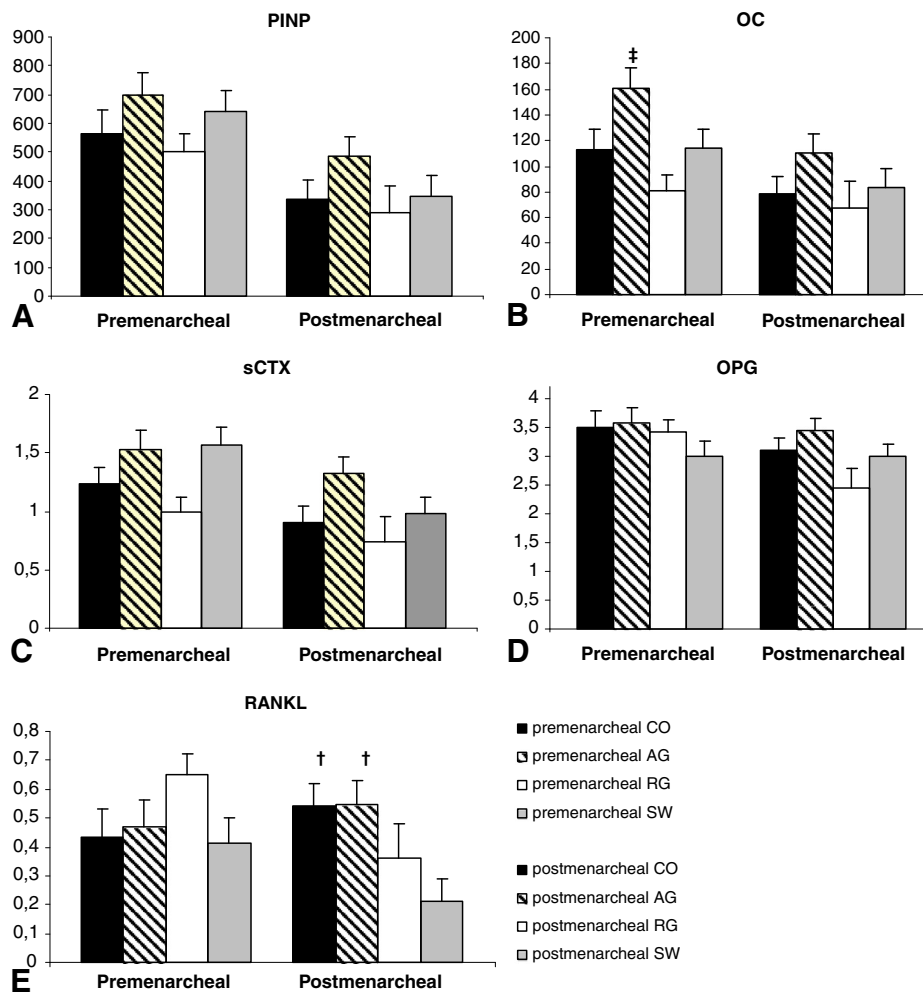 PINP
900
800
700
600
500
400
300
200
100
0
Premenarcheal Postmenarcheal
A
OC
‡
200
180
160
140
120
100
80
60
40
20
0
Premenarcheal Postmenarcheal
B
sCTX
2
1,5
1
0,5
0
Premenarcheal Postmenarcheal
C
OPG
4
3,5
3
2,5
2
1,5
1
0,5
0
Premenarcheal Postmenarcheal
D
RANKL
† †
0,8
0,7
0,6
0,5
0,4
0,3
0,2
0,1
0
Premenarcheal Postmenarcheal
E
premenarcheal CO
premenarcheal AG
premenarcheal RG
premenarcheal SW
postmenarcheal CO
postmenarcheal AG
postmenarcheal RG
postmenarcheal SW